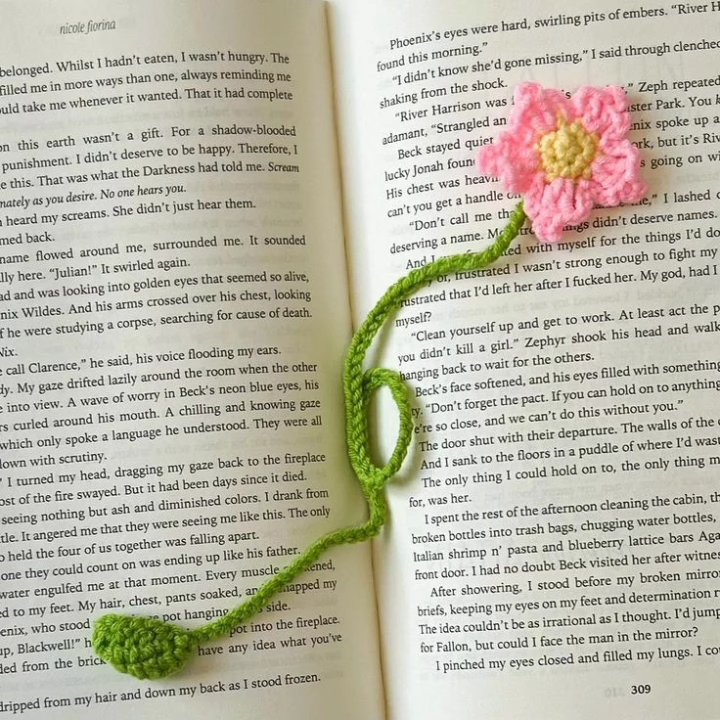 nicole fiorina
belonged. Whilst I hadn't eaten, I wasn't hungry. The
filled me in more ways than one, always reminding me
ould take me whenever it wanted. That it had complete
on this earth wasn't a gift. For a shadow-blooded
punishment. I didn't deserve to be happy. Therefore, I
e this. That was what the Darkness had told me. Scream
nately as you desire. No one hears you.
heard my screams. She didn't just hear them.
med back.
name flowed around me, surrounded me. It sounded
lly here. "Julian!" It swirled again.
ad and was looking into golden eyes that seemed so alive,
nix Wildes. And his arms crossed over his chest, looking
f he were studying a corpse, searching for cause of death.
Nix.
e call Clarence," he said, his voice flooding my ears.
dy. My gaze drifted lazily around the room when the other
e into view. A wave of worry in Beck's neon blue eyes, his
rs curled around his mouth. A chilling and knowing gaze
which only spoke a language he understood. They were all
down with scrutiny.
I turned my head, dragging my gaze back to the fireplace
ost of the fire swayed. But it had been days since it died.
seeing nothing but ash and diminished colors. I drank from
tle. It angered me that they were seeing me like this. The only
o held the four of us together was falling apart.
one they could count on was ending up like his father.
water engulfed me at that moment. Every muscle
ed to my feet. My hair, chest, pants soaked, and my
enix, who stood pot hanging side.
up, Blackwell!" h pot into the fireplace.
ded from the bric have any idea what you've
dripped from my hair and down my back as I stood frozen.
Phoenix's eyes were hard, swirling pits of embers. "River H
found this morning."
"I didn't know she'd gone missing," I said through clenche
shaking from the shock.
"River Harrison was Zeph repeated
adamant, "Strangled an ster Park. You k
Beck stayed quiet enix spoke up a
lucky Jonah foun ork, but it's Riv
His chest was heavi s going on wi
can't you get a handle o
"Don't call me tha me," I lashed o
deserving a name. M things didn't deserve names.
And I with myself for the things I'd do
frustrated I wasn't strong enough to fight my
ustrated that I'd left her after I fucked her. My god, had I
myself?
"Clean yourself up and get to work. At least act the p
you didn't kill a girl." Zephyr shook his head and walk
hanging back to wait for the others.
Beck's face softened, and his eyes filled with something
ty. "Don't forget the pact. If you can hold on to anything
e're so close, and we can't do this without you."
The door shut with their departure. The walls of the c
And I sank to the floors in a puddle of where I'd wast
The only thing I could hold on to, the only thing m
for, was her.
I spent the rest of the afternoon cleaning the cabin, th
broken bottles into trash bags, chugging water bottles,
Italian shrimp n' pasta and blueberry lattice bars Aga
front door. I had no doubt Beck visited her after witnes
After showering, I stood before my broken mirro
briefs, keeping my eyes on my feet and determination r
The idea couldn't be as irrational as I thought. I'd jump
for Fallon, but could I face the man in the mirror?
I pinched my eyes closed and filled my lungs. I cou
309